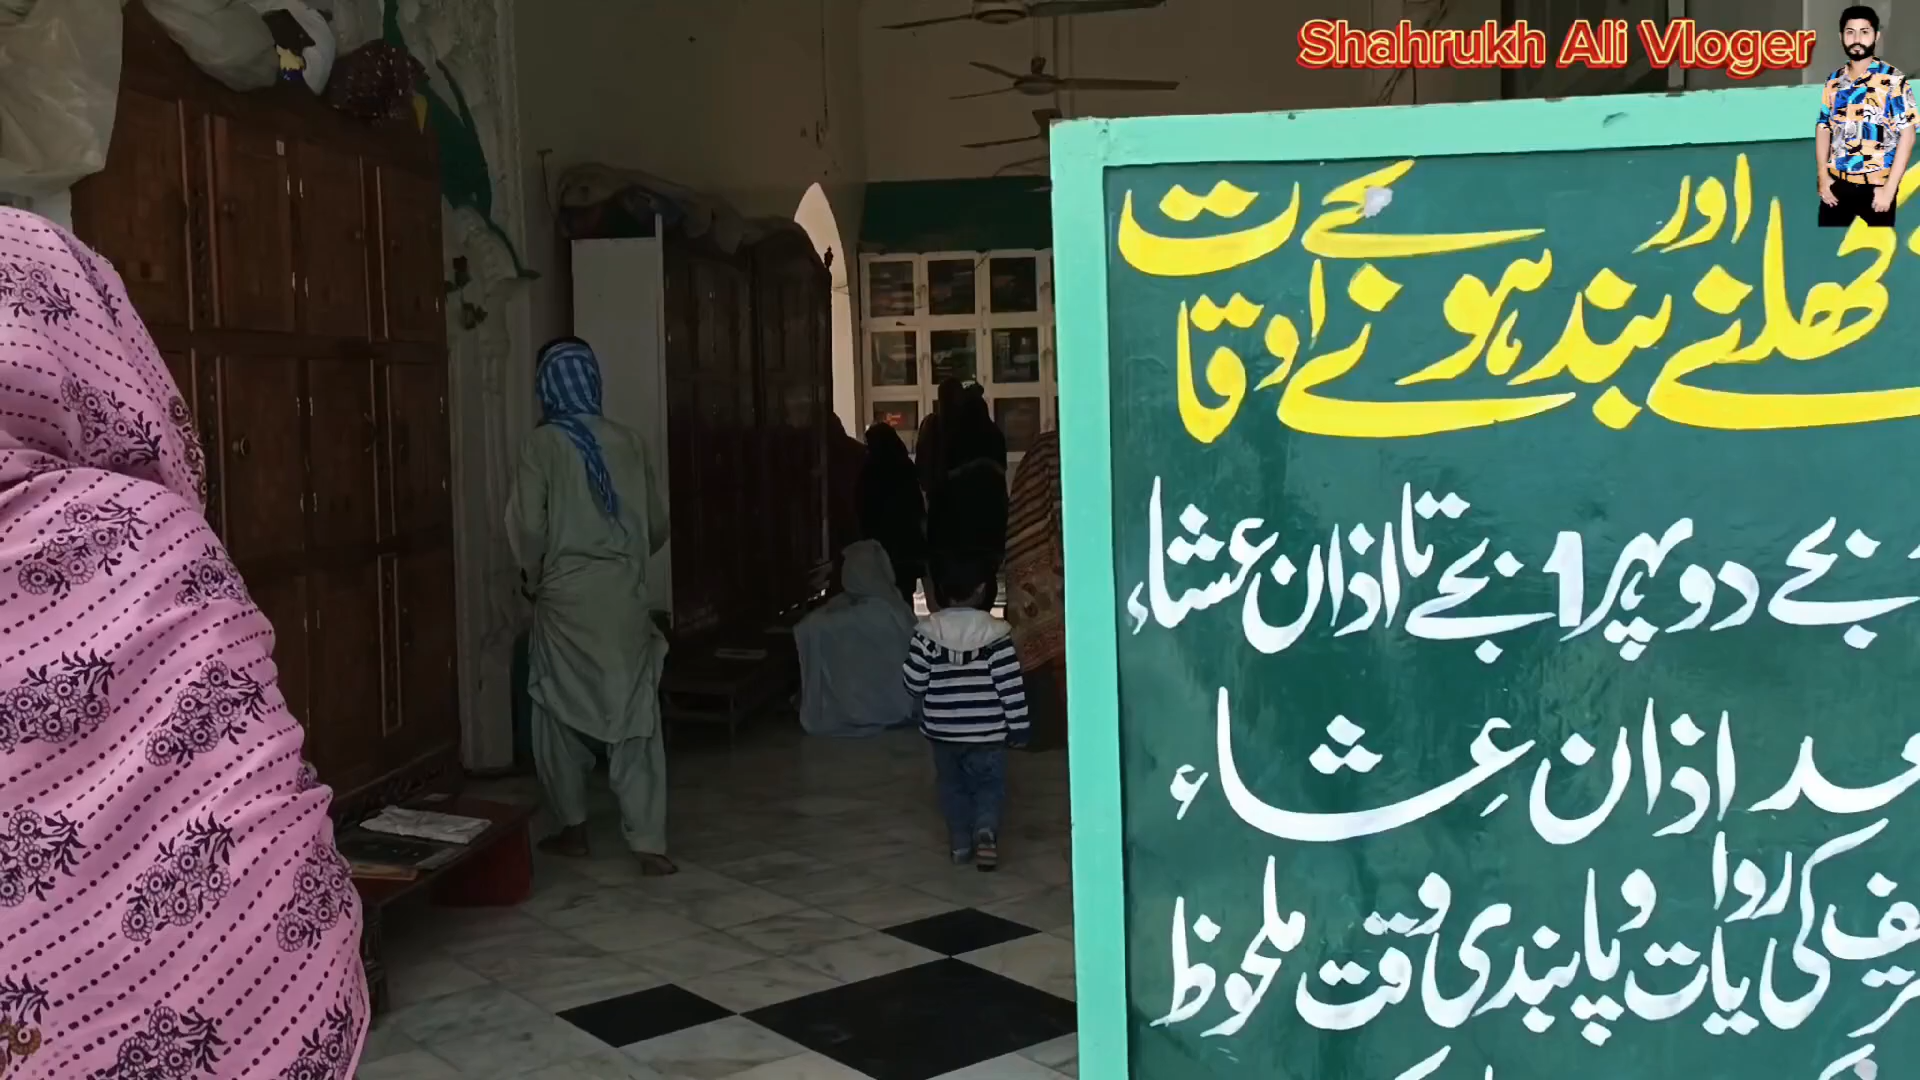 Shahrukh Ali Vloger
اور
کھلنے بند ہونے کے اوقات
بجے دوپہر 1 بجے تا اذان عشاء
اذان عشاء
کی روایات و پابندی وقت ملحوظ